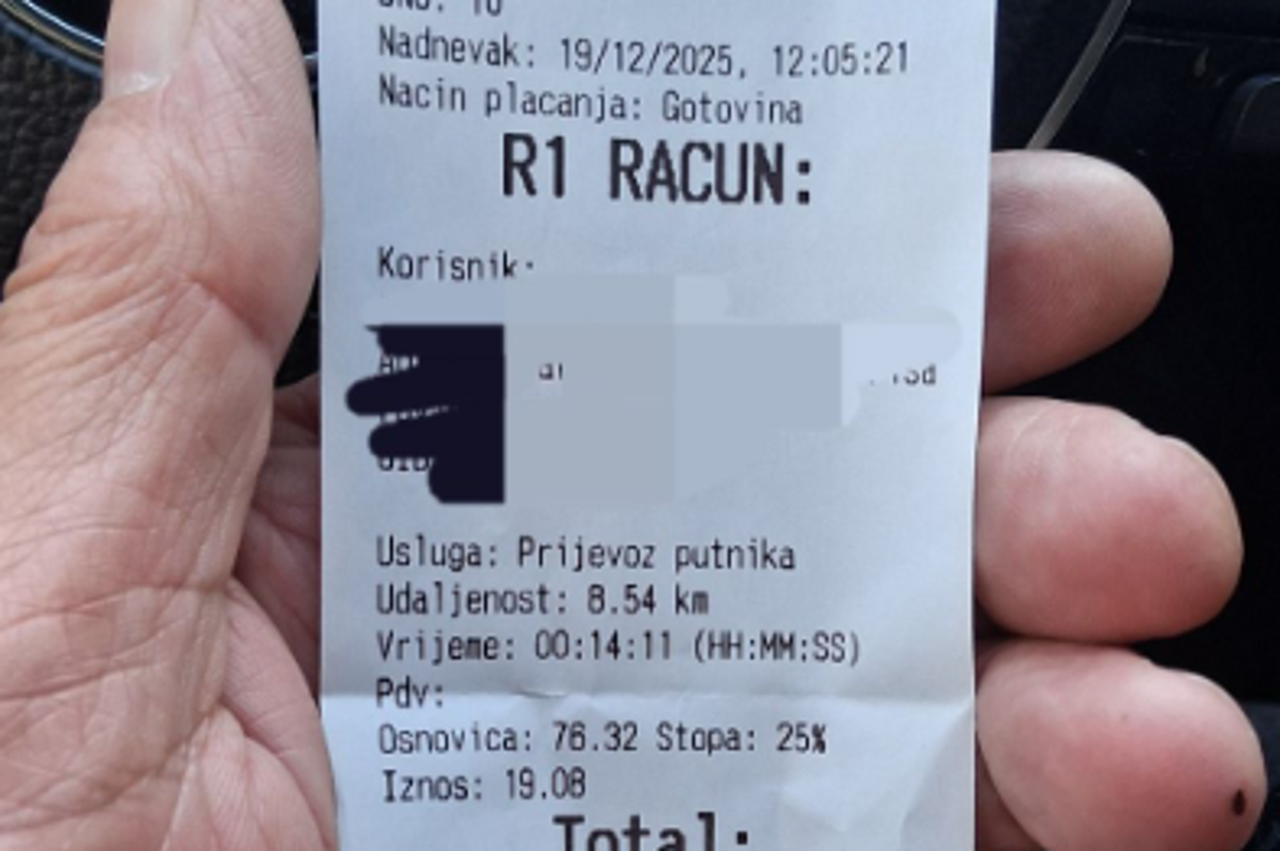 Nadnevak: 19/12/2025, 12:05:21
Nacin placanja: Gotovina
R1 RACUN:
Korisnik:
Usluga: Prijevoz putnika
Udaljenost: 8.54 km
Vrijeme: 00:14:11 (HH:MM:SS)
Pdv:
Osnovica: 76.32 Stopa: 25%
Iznos: 19.08
Total: